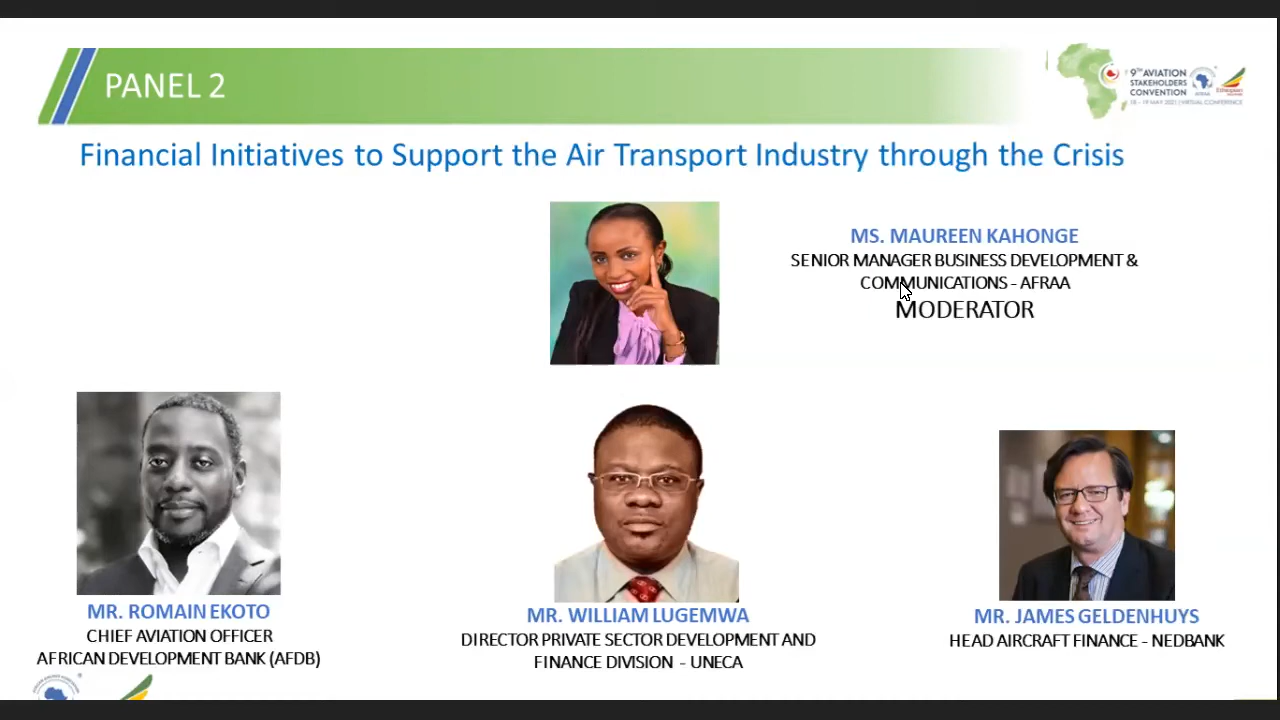 PANEL 2
9TH AVIATION
STAKEHOLDERS
CONVENTION
Financial Initiatives to Support the Air Transport Industry through the Crisis
MS. MAUREEN KAHONGE
SENIOR MANAGER BUSINESS DEVELOPMENT &
COMMUNICATIONS - AFRAA
MODERATOR
MR. ROMAIN EKOTO
CHIEF AVIATION OFFICER
AFRICAN DEVELOPMENT BANK (AFDB)
MR. WILLIAM LUGEMWA
DIRECTOR PRIVATE SECTOR DEVELOPMENT AND
FINANCE DIVISION - UNECA
MR. JAMES GELDENHUYS
HEAD AIRCRAFT FINANCE - NEDBANK